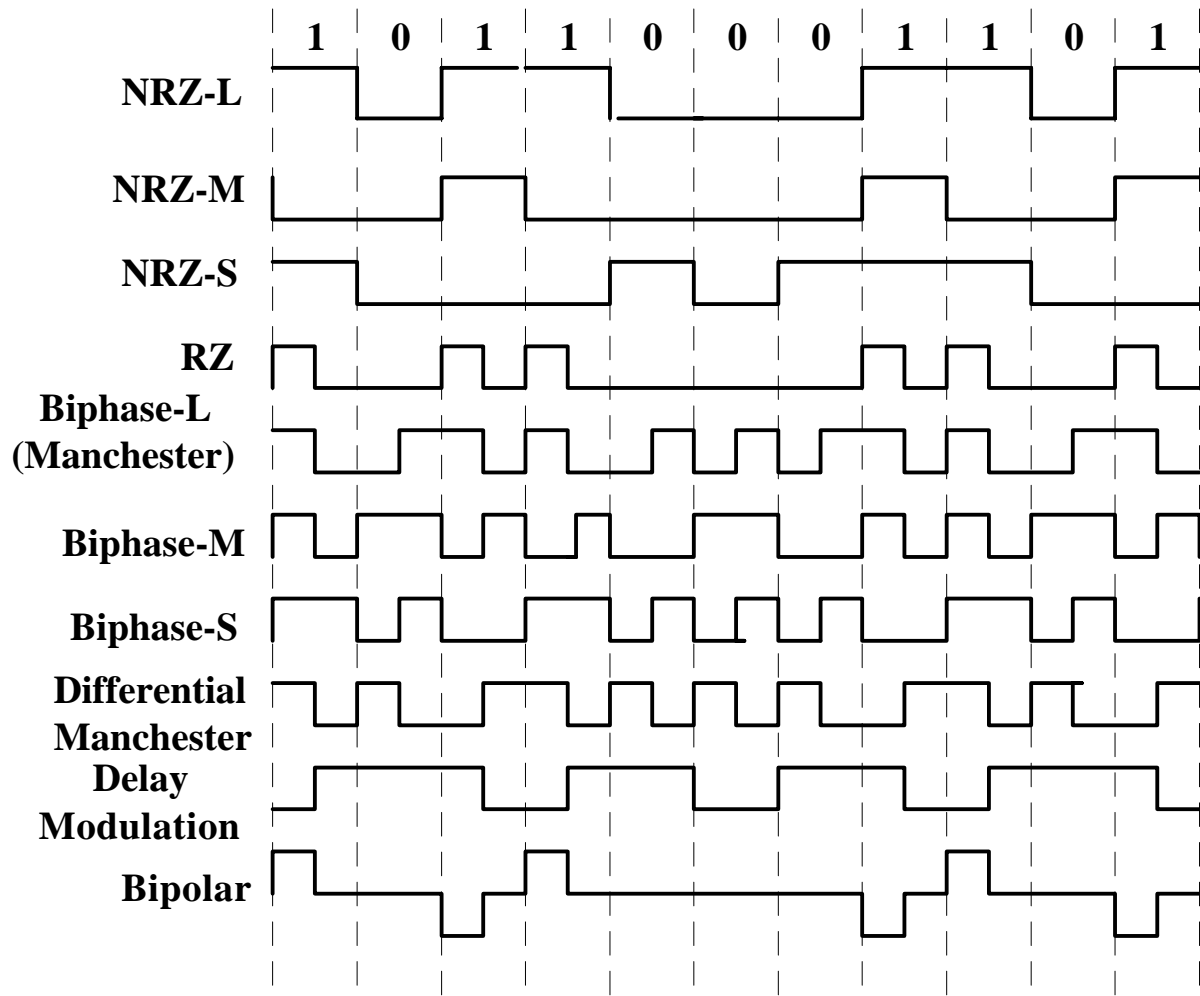 1 0 1 1 0 0 0 1 1 0 1
NRZ-L
NRZ-M
NRZ-S
RZ
Biphase-L
(Manchester)
Biphase-M
Biphase-S
Differential
Manchester
Delay
Modulation
Bipolar